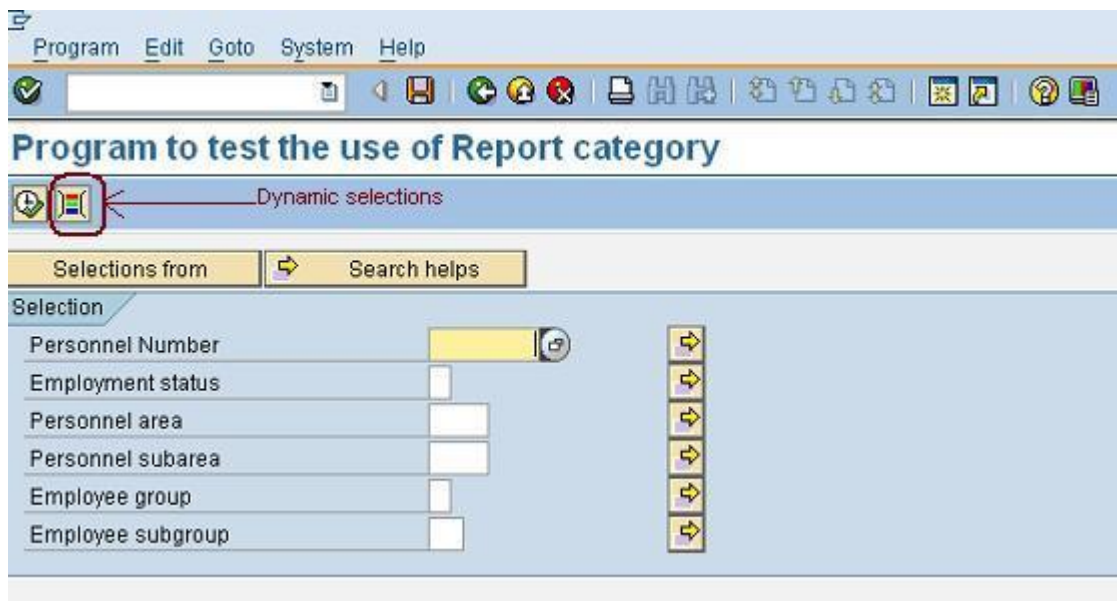 Program Edit Goto System Help
Program to test the use of Report category
Dynamic selections
Selections from Search helps
Selection
Personnel Number
Employment status
Personnel area
Personnel subarea
Employee group
Employee subgroup